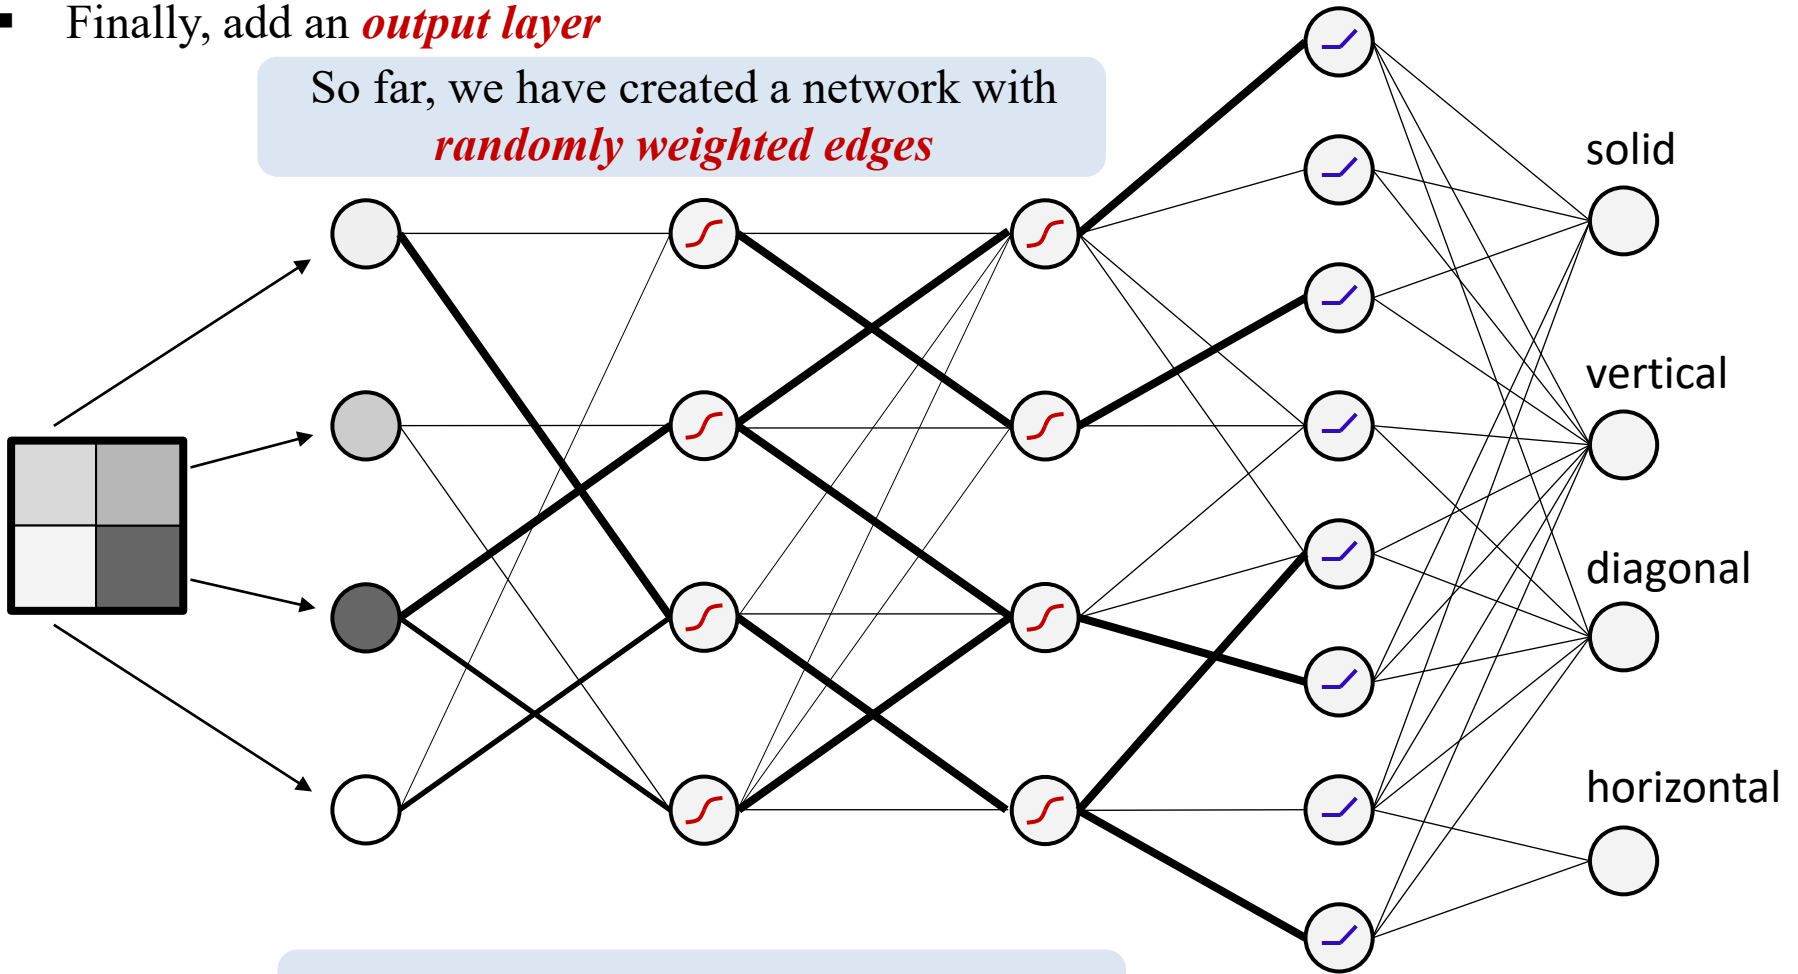 ▪ Finally, add an output layer
So far, we have created a network with
randomly weighted edges
solid
vertical
diagonal
horizontal